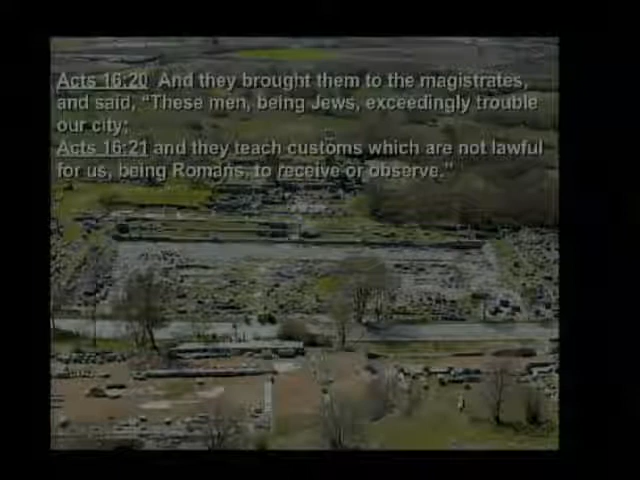 Acts 16:20 And they brought them to the magistrates,
and said, “These men, being Jews, exceedingly trouble
our city;
Acts 16:21 and they teach customs which are not lawful
for us, being Romans, to receive or observe.”